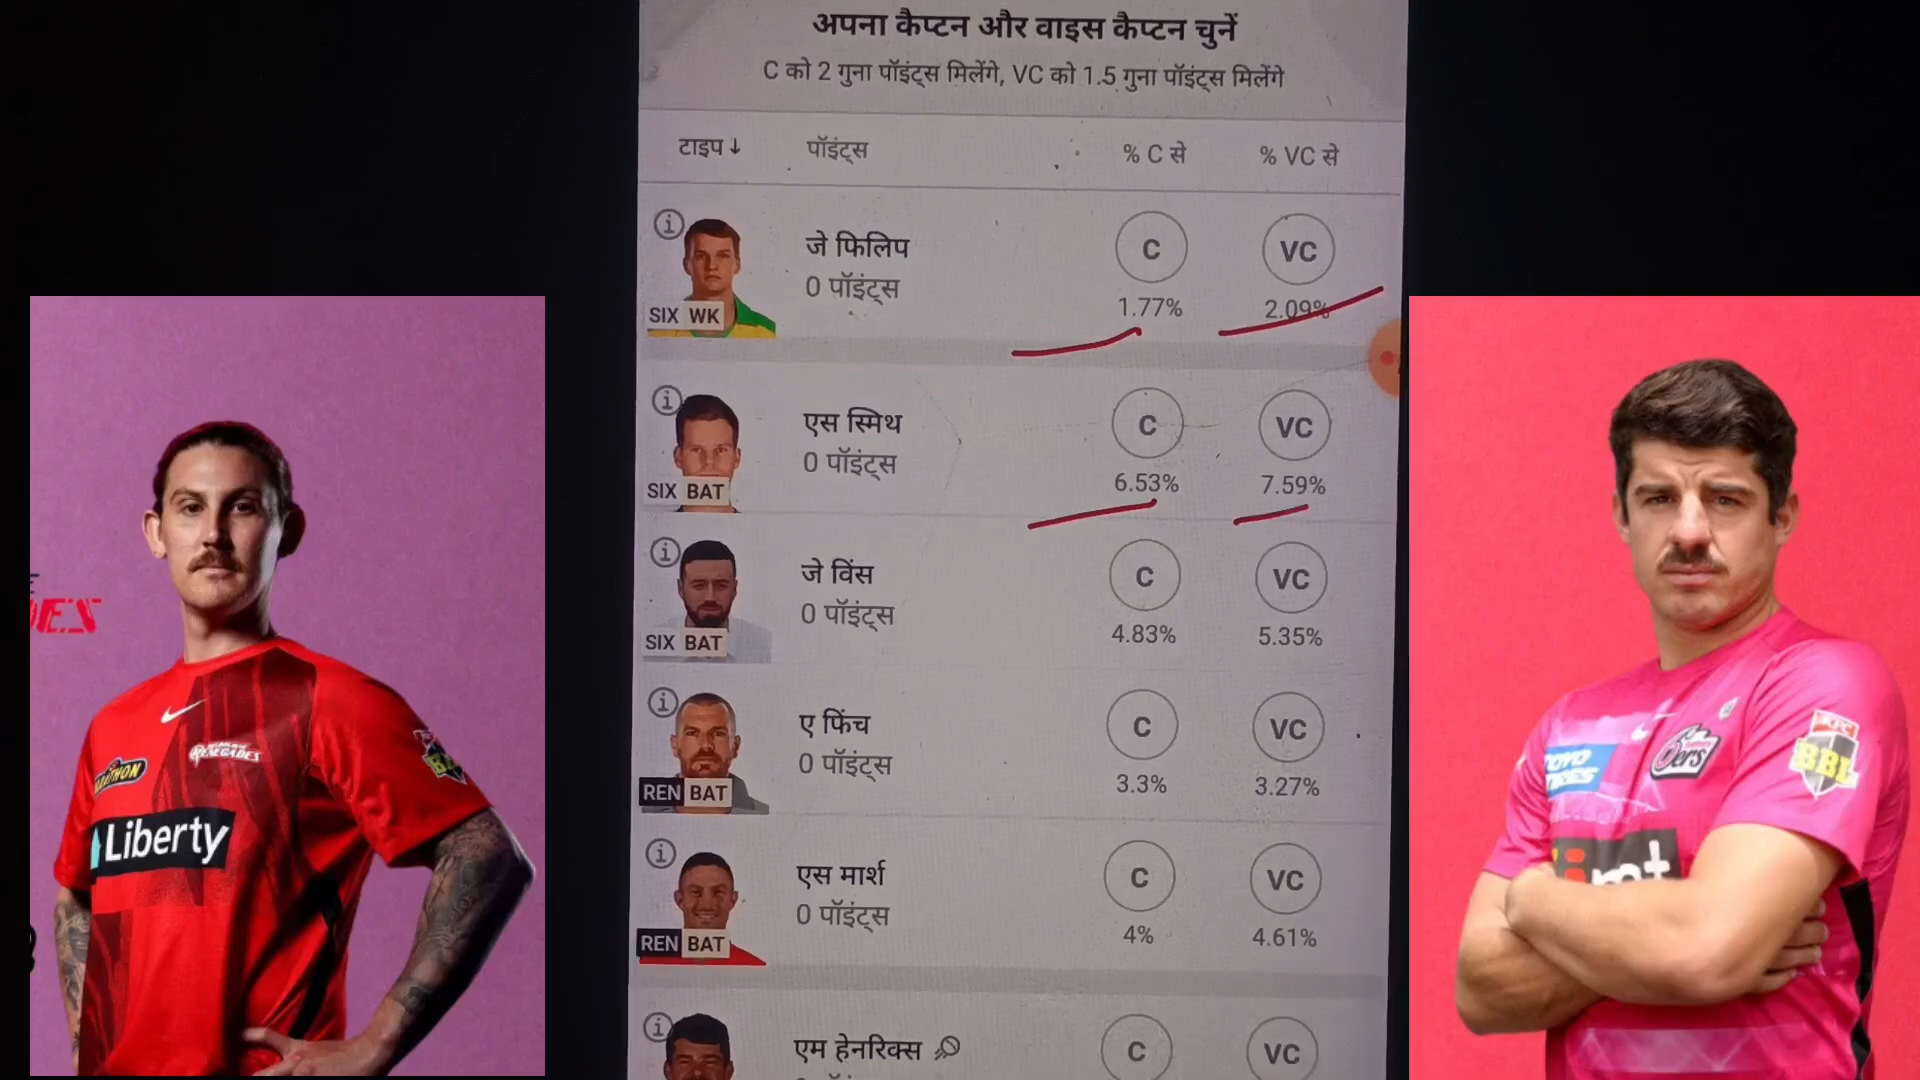 अपना कैप्टन और वाइस कैप्टन चुनें
C को 2 गुना पॉइंट्स मिलेंगे, VC को 1.5 गुना पॉइंट्स मिलेंगे
टाइप↓ पॉइंट्स % C से % VC से
जे फिलिप C VC
0 पॉइंट्स
SIX WK 1.77% 2.09%
एस स्मिथ C VC
0 पॉइंट्स
SIX BAT 6.53% 7.59%
जे विंस C VC
0 पॉइंट्स
SIX BAT 4.83% 5.35%
ए फिंच C VC
0 पॉइंट्स
REN BAT 3.3% 3.27%
एस मार्श C VC
0 पॉइंट्स
REN BAT 4% 4.61%
एम हेनरिक्स C VC
RENEGADES
Liberty
6ers
BBL